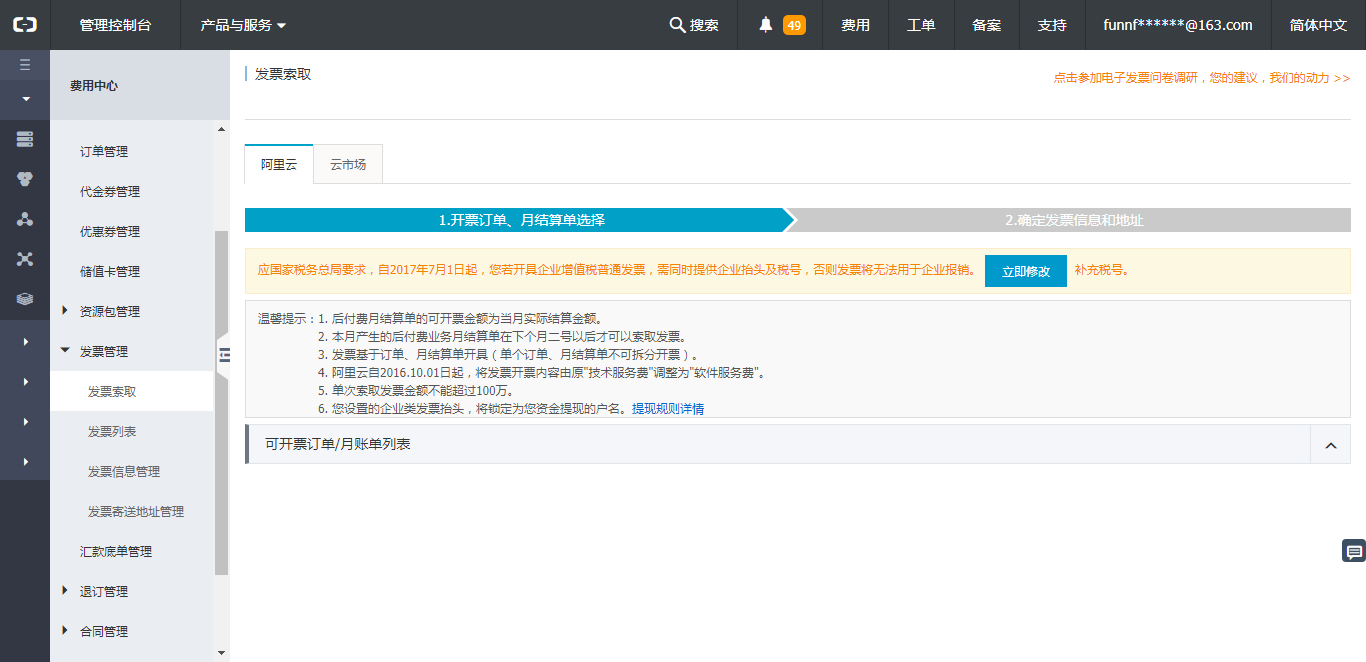 管理控制台
产品与服务
搜索
49
费用
工单
备案
支持
funnf******@163.com
简体中文
费用中心
订单管理
代金券管理
优惠券管理
储值卡管理
资源包管理
发票管理
发票索取
发票列表
发票信息管理
发票寄送地址管理
汇款底单管理
退订管理
合同管理
发票索取
点击参加电子发票问卷调研，您的建议，我们的动力 >>
阿里云
云市场
1.开票订单、月结算单选择
2.确定发票信息和地址
应国家税务总局要求，自2017年7月1日起，您若开具企业增值税普通发票，需同时提供企业抬头及税号，否则发票将无法用于企业报销。 立即修改 补充税号。
温馨提示：1. 后付费月结算单的可开票金额为当月实际结算金额。
2. 本月产生的后付费业务月结算单在下个月二号以后才可以索取发票。
3. 发票基于订单、月结算单开具（单个订单、月结算单不可拆分开票）。
4. 阿里云自2016.10.01日起，将发票开票内容由原"技术服务费"调整为"软件服务费"。
5. 单次索取发票金额不能超过100万。
6. 您设置的企业类发票抬头，将锁定为您资金提现的户名。提现规则详情
可开票订单/月账单列表